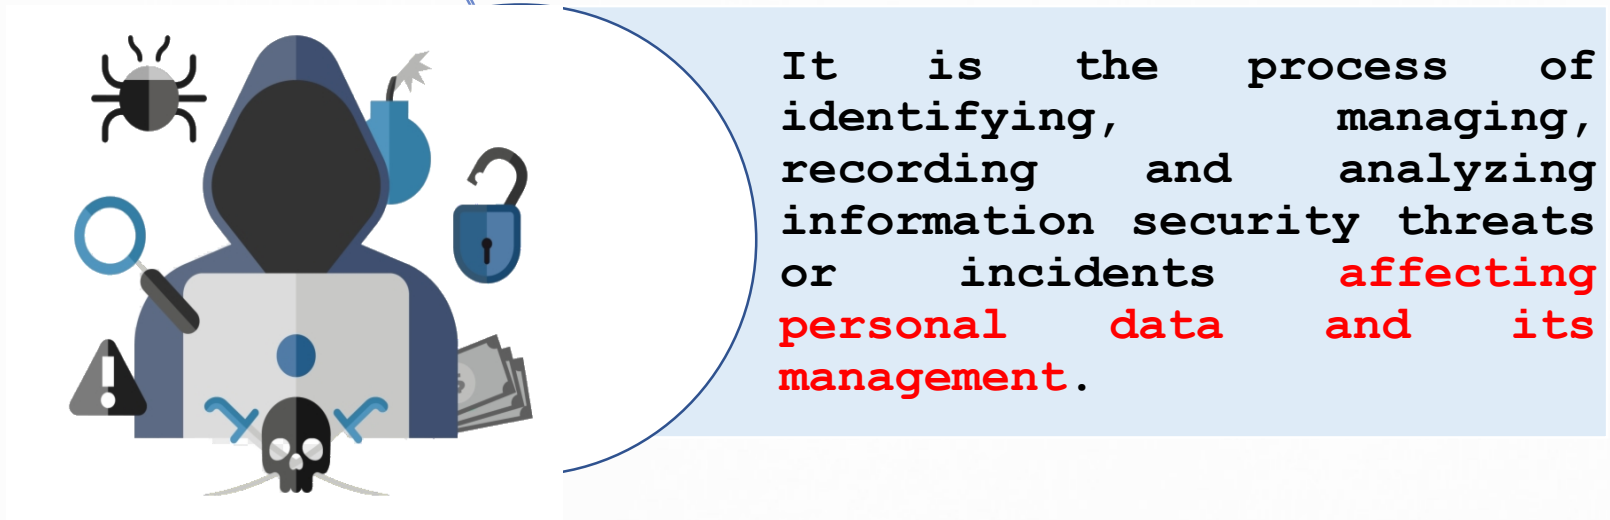 It is the process of
identifying, managing,
recording and analyzing
information security threats
or incidents affecting
personal data and its
management.